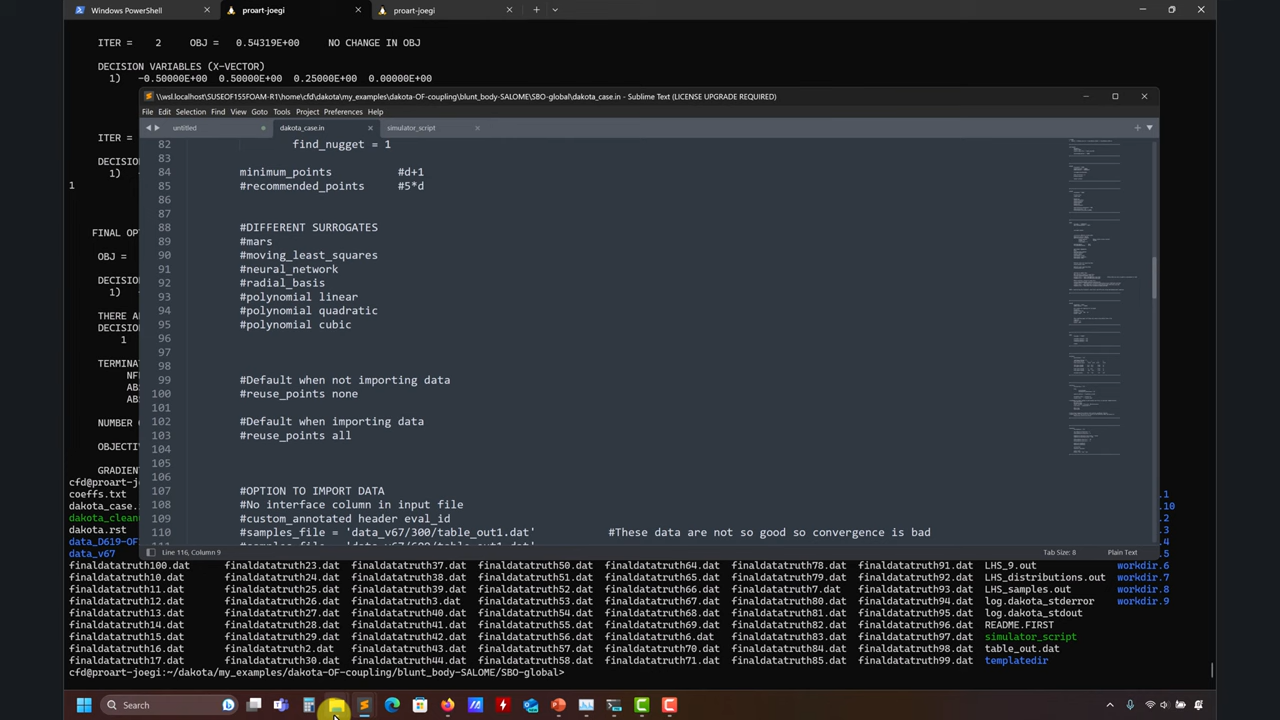 Windows PowerShell
proart-joegi
proart-joegi
ITER = 2 OBJ = 0.54319E+00 NO CHANGE IN OBJ
DECISION VARIABLES (X-VECTOR)
1) -0.50000E+00 0.50000E+00 0.25000E+00 0.00000E+00
\\wsl.localhost\SUSEOF155FOAM-R1\home\cfd\dakota\my_examples\dakota-OF-coupling\blunt_body-SALOME\SBO-global\dakota_case.in - Sublime Text (LICENSE UPGRADE REQUIRED)
File Edit Selection Find View Goto Tools Project Preferences Help
untitled
dakota_case.in
simulator_script
ITER =
DECISIO
1)
1
FINAL OPT
OBJ =
DECISIO
1)
THERE A
DECISIO
1
TERMINA
NF
AB
AB
NUMBER
OBJECTIV
GRADIEN
82 find_nugget = 1
83
84 minimum_points #d+1
85 #recommended_points #5*d
86
87
88 #DIFFERENT SURROGATES
89 #mars
90 #moving_least_squares
91 #neural_network
92 #radial_basis
93 #polynomial linear
94 #polynomial quadratic
95 #polynomial cubic
96
97
98
99 #Default when not importing data
100 #reuse_points none
101
102 #Default when importing data
103 #reuse_points all
104
105
106
107 #OPTION TO IMPORT DATA
108 #No interface column in input file
109 #custom_annotated header eval_id
110 #samples_file = 'data_v67/300/table_out1.dat' #These data are not so good so convergence is bad
Line 116, Column 9
Tab Size: 8
Plain Text
cfd@proart-j
coeffs.txt .1
dakota_case. .10
dakota_clean .2
dakota.rst .3
data_D619-OF .4
data_v67 .5
finaldatatruth100.dat finaldatatruth23.dat finaldatatruth37.dat finaldatatruth50.dat finaldatatruth64.dat finaldatatruth78.dat finaldatatruth91.dat LHS_9.out workdir.6
finaldatatruth10.dat finaldatatruth24.dat finaldatatruth38.dat finaldatatruth51.dat finaldatatruth65.dat finaldatatruth79.dat finaldatatruth92.dat LHS_distributions.out workdir.7
finaldatatruth11.dat finaldatatruth25.dat finaldatatruth39.dat finaldatatruth52.dat finaldatatruth66.dat finaldatatruth7.dat finaldatatruth93.dat LHS_samples.out workdir.8
finaldatatruth12.dat finaldatatruth26.dat finaldatatruth3.dat finaldatatruth53.dat finaldatatruth67.dat finaldatatruth80.dat finaldatatruth94.dat log.dakota_stderror workdir.9
finaldatatruth13.dat finaldatatruth27.dat finaldatatruth40.dat finaldatatruth54.dat finaldatatruth68.dat finaldatatruth81.dat finaldatatruth95.dat log.dakota_stdout
finaldatatruth14.dat finaldatatruth28.dat finaldatatruth41.dat finaldatatruth55.dat finaldatatruth69.dat finaldatatruth82.dat finaldatatruth96.dat README.FIRST
finaldatatruth15.dat finaldatatruth29.dat finaldatatruth42.dat finaldatatruth56.dat finaldatatruth6.dat finaldatatruth83.dat finaldatatruth97.dat simulator_script
finaldatatruth16.dat finaldatatruth2.dat finaldatatruth43.dat finaldatatruth57.dat finaldatatruth70.dat finaldatatruth84.dat finaldatatruth98.dat table_out.dat
finaldatatruth17.dat finaldatatruth30.dat finaldatatruth44.dat finaldatatruth58.dat finaldatatruth71.dat finaldatatruth85.dat finaldatatruth99.dat templatedir
cfd@proart-joegi:~/dakota/my_examples/dakota-OF-coupling/blunt_body-SALOME/SBO-global>
Search